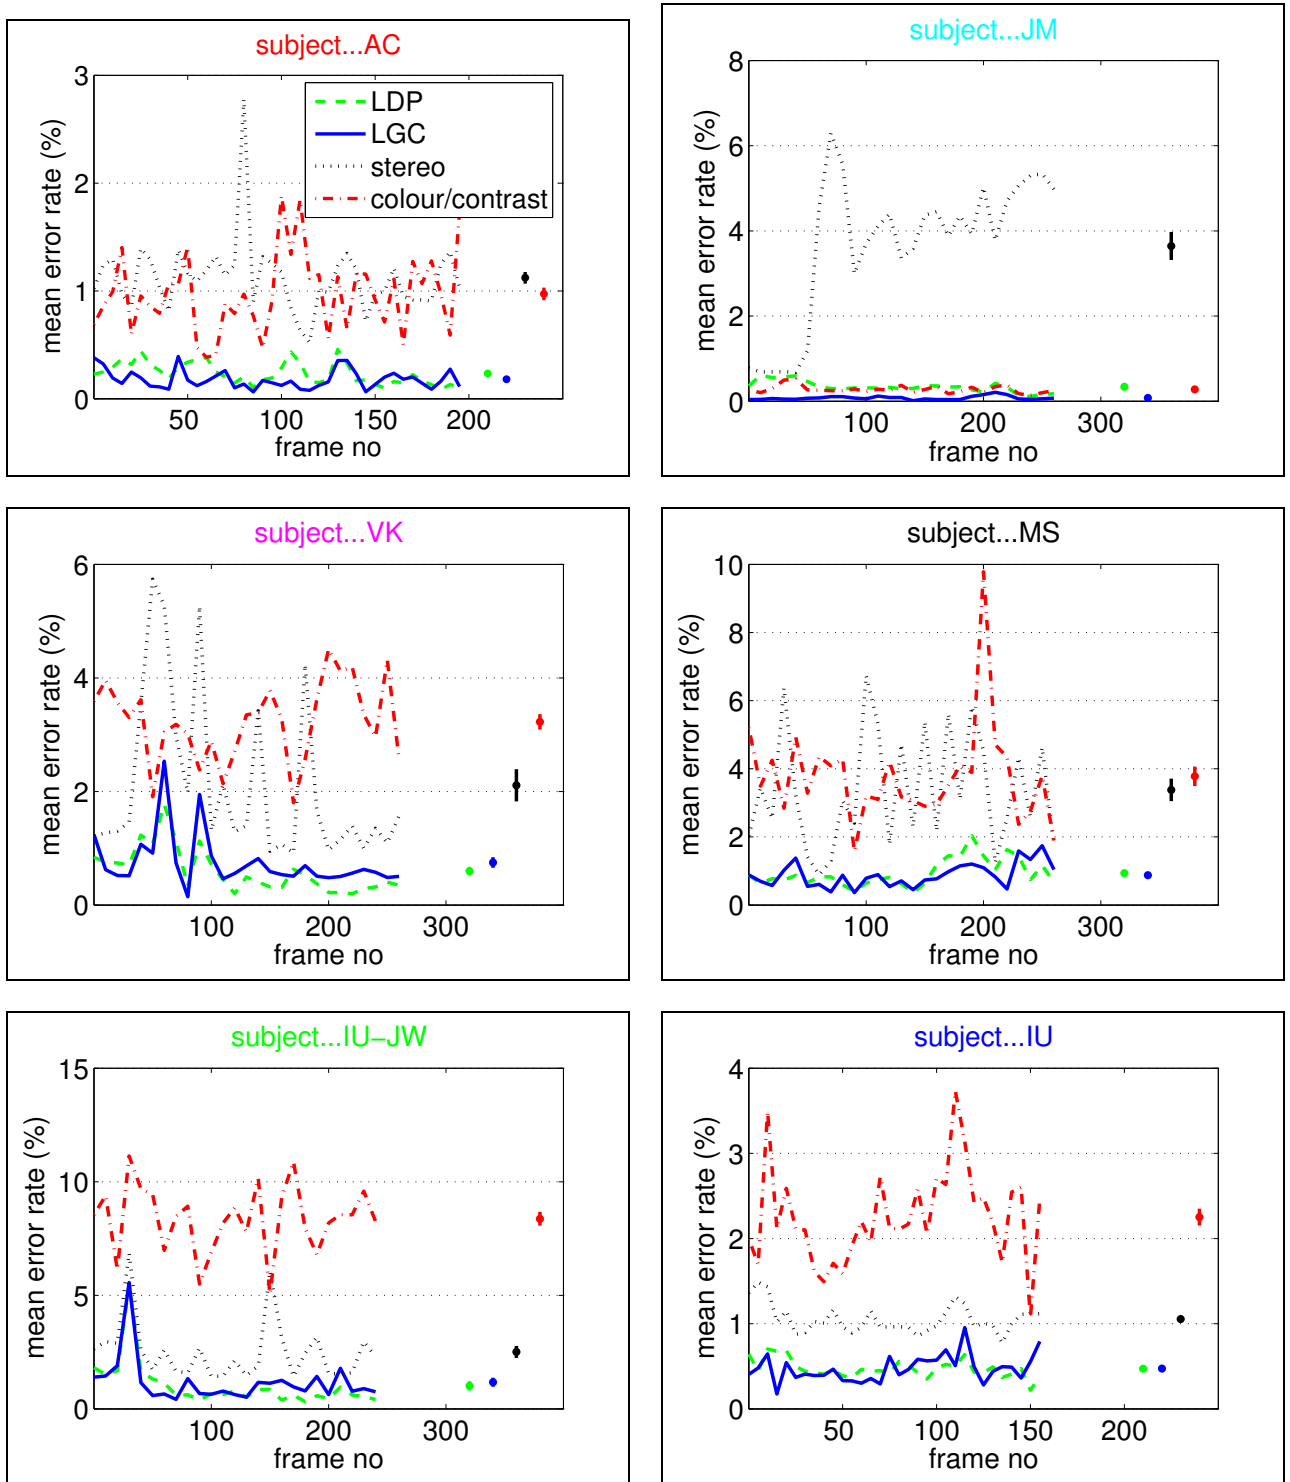 subject...AC
mean error rate (%)
3
2
1
0
LDP
LGC
stereo
colour/contrast
50 100 150 200
frame no
subject...JM
mean error rate (%)
8
6
4
2
0
100 200 300
frame no
subject...VK
mean error rate (%)
6
4
2
0
100 200 300
frame no
subject...MS
mean error rate (%)
10
8
6
4
2
0
100 200 300
frame no
subject...IU−JW
mean error rate (%)
15
10
5
0
100 200 300
frame no
subject...IU
mean error rate (%)
4
3
2
1
0
50 100 150 200
frame no